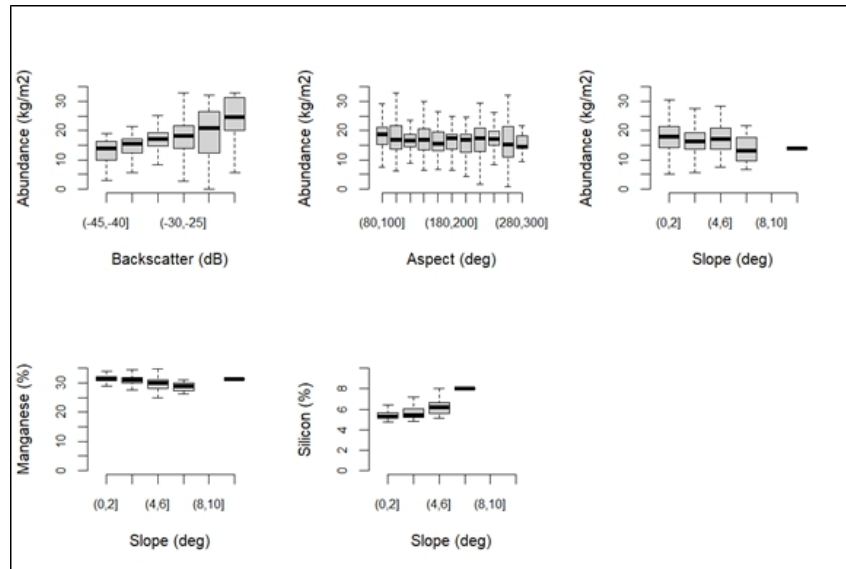 Abundance (kg/m2)
0 10 20 30
(-45,-40] (-30,-25]
Backscatter (dB)
Abundance (kg/m2)
0 10 20 30
(80,100] (180,200] (280,300]
Aspect (deg)
Abundance (kg/m2)
0 10 20 30
(0,2] (4,6] (8,10]
Slope (deg)
Manganese (%)
0 10 20 30
(0,2] (4,6] (8,10]
Slope (deg)
Silicon (%)
0 2 4 6 8
(0,2] (4,6] (8,10]
Slope (deg)